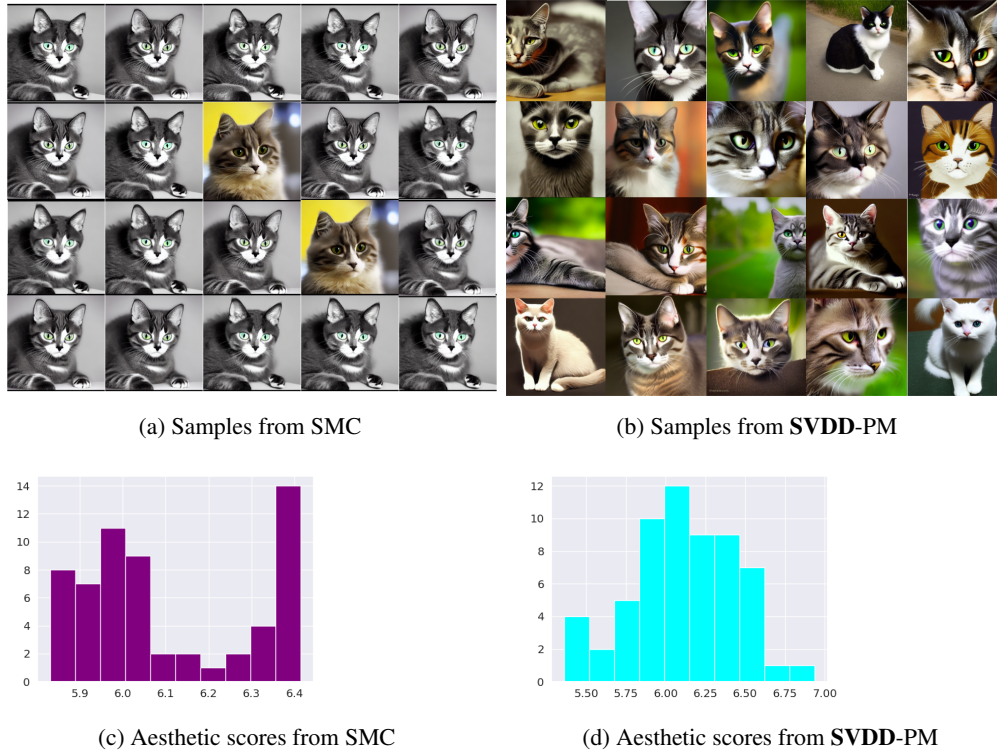 (a) Samples from SMC
(b) Samples from SVDD-PM
14
12
10
8
6
4
2
0
5.9 6.0 6.1 6.2 6.3 6.4
(c) Aesthetic scores from SMC
12
10
8
6
4
2
0
5.50 5.75 6.00 6.25 6.50 6.75 7.00
(d) Aesthetic scores from SVDD-PM